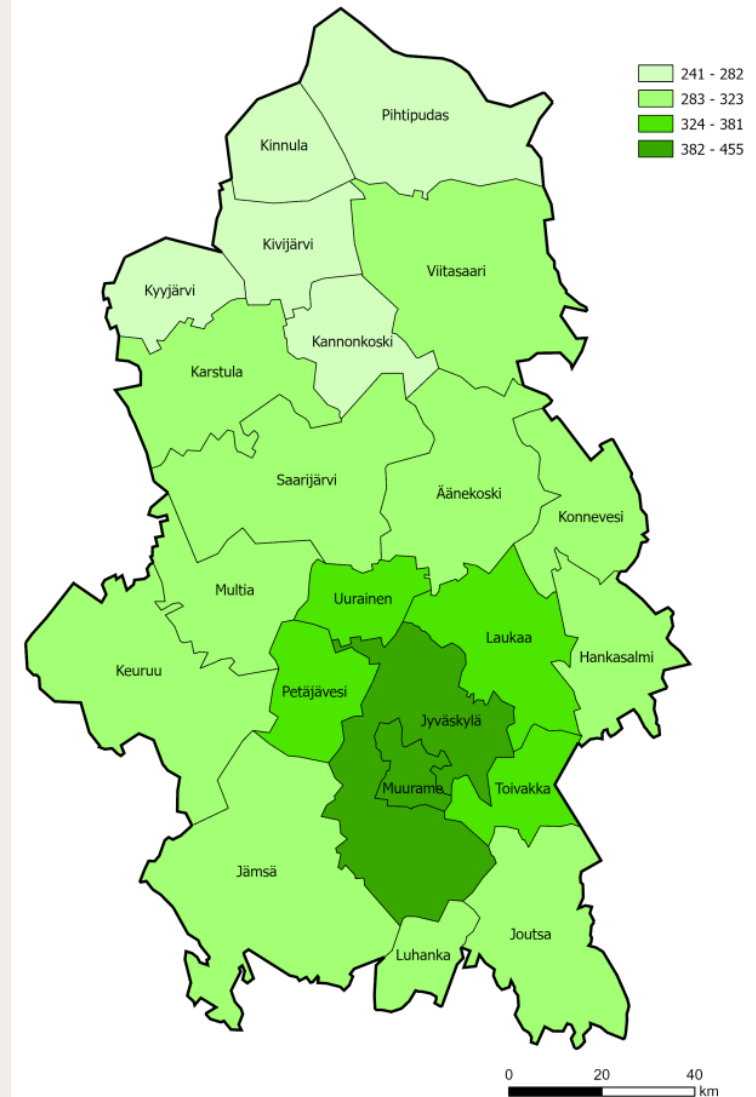 241 - 282
283 - 323
324 - 381
382 - 455
Pihtipudas
Kinnula
Kivijärvi
Viitasaari
Kyyjärvi
Kannonkoski
Karstula
Saarijärvi
Äänekoski
Konnevesi
Multia
Uurainen
Laukaa
Hankasalmi
Keuruu
Petäjävesi
Jyväskylä
Muurame
Toivakka
Jämsä
Joutsa
Luhanka
0 20 40
km